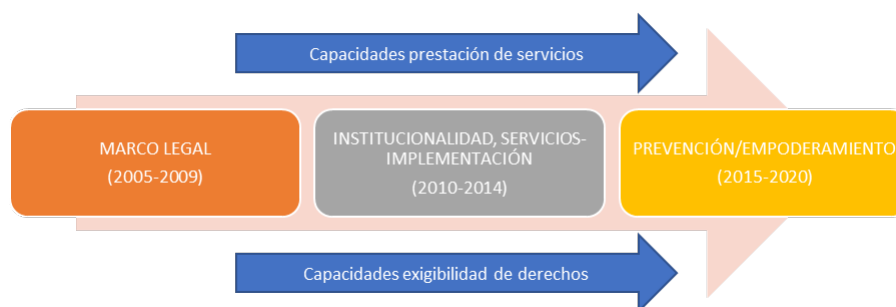 Capacidades prestación de servicios
MARCO LEGAL
(2005-2009)
INSTITUCIONALIDAD, SERVICIOS-
IMPLEMENTACIÓN
(2010-2014)
PREVENCIÓN/EMPODERAMIENTO
(2015-2020)
Capacidades exigibilidad de derechos